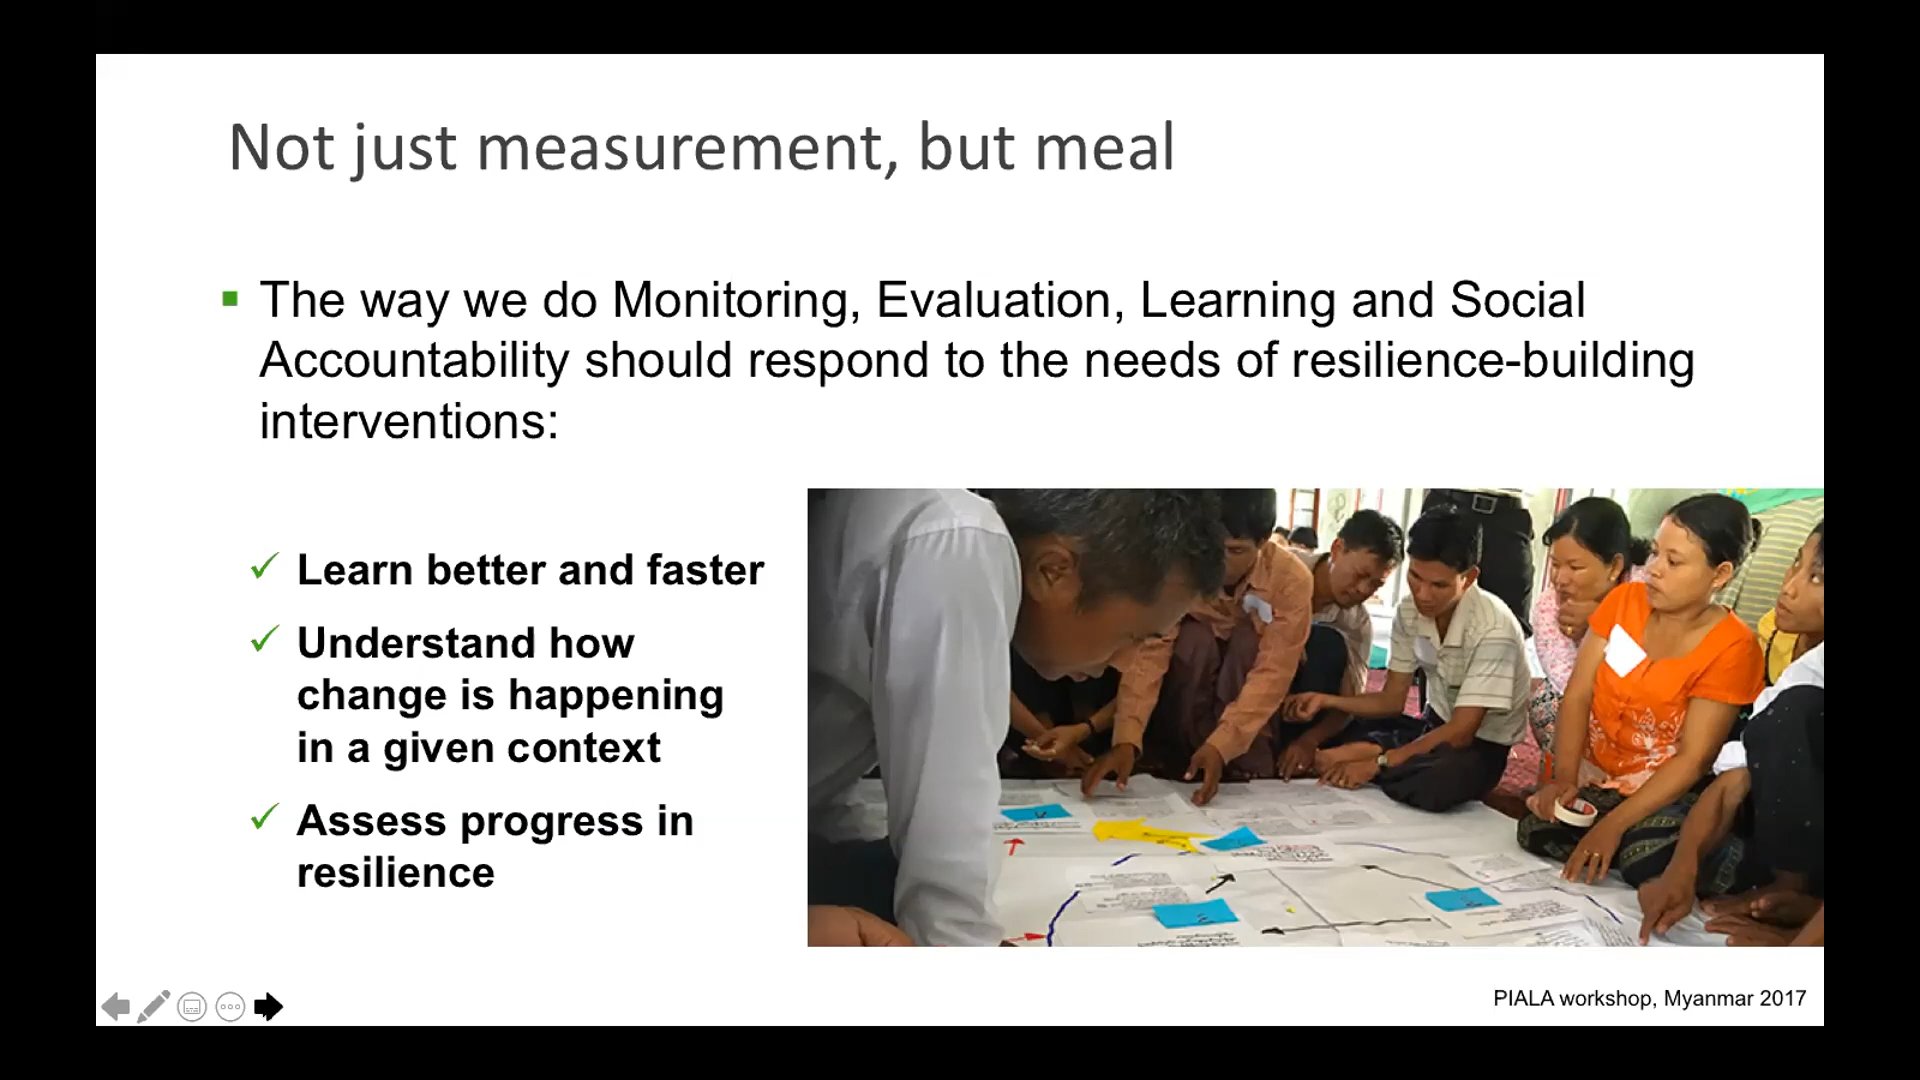 Not just measurement, but meal
The way we do Monitoring, Evaluation, Learning and Social
Accountability should respond to the needs of resilience-building
interventions:
Learn better and faster
Understand how
change is happening
in a given context
Assess progress in
resilience
PIALA workshop, Myanmar 2017